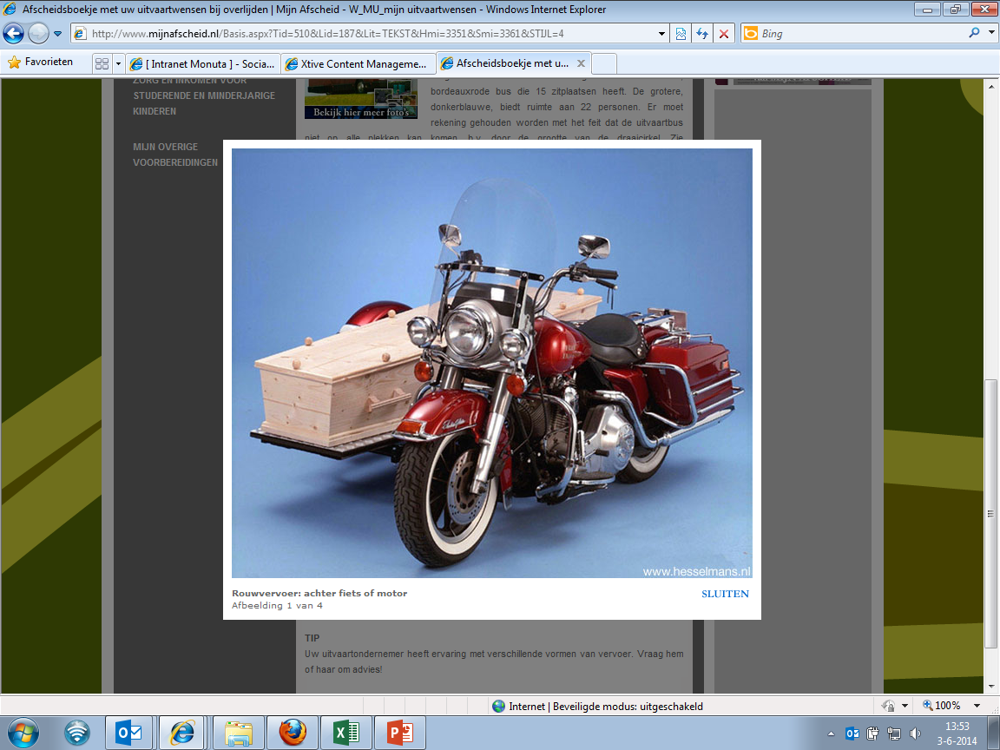 Afscheidsboekje met uw uitvaartwensen bij overlijden | Mijn Afscheid - W_MU_mijn uitvaartwensen - Windows Internet Explorer
http://www.mijnafscheid.nl/Basis.aspx?Tid=510&Lid=187&Lit=TEKST&Hmi=3351&Smi=3361&STIJL=4
Bing
Favorieten
[ Intranet Monuta ] - Socia...
Xtive Content Manageme...
Afscheidsboekje met u...
ZORG EN INKOMEN VOOR
STUDERENDE EN MINDERJARIGE
KINDEREN
MIJN OVERIGE
VOORBEREIDINGEN
Bekijk hier meer foto's
bordeauxrode bus die 15 zitplaatsen heeft. De grotere,
donkerblauwe, biedt ruimte aan 22 personen. Er moet
rekening gehouden worden met het feit dat de uitvaartbus
niet op alle plekken kan komen, b.v. door de grootte van de draaicirkel. Zie
www.hesselmans.nl
Rouwvervoer: achter fiets of motor
Afbeelding 1 van 4
SLUITEN
TIP
Uw uitvaartondernemer heeft ervaring met verschillende vormen van vervoer. Vraag hem
of haar om advies!
Internet | Beveiligde modus: uitgeschakeld
100%
13:53
3-6-2014